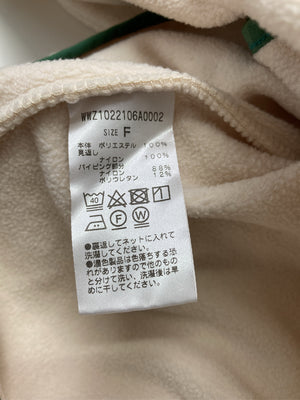 WWZ1022106A0002
SIZE F
本体 ポリエステル 100%
見返し
ナイロン 100%
パイピング部分
ナイロン 88%
ポリウレタン 12%
40
F
W
●裏返してネットに入れて
洗濯してください。
●濃色製品は色落ちする恐
れがありますので他のもの
と分けて洗い、洗濯後は早
めに干してください。